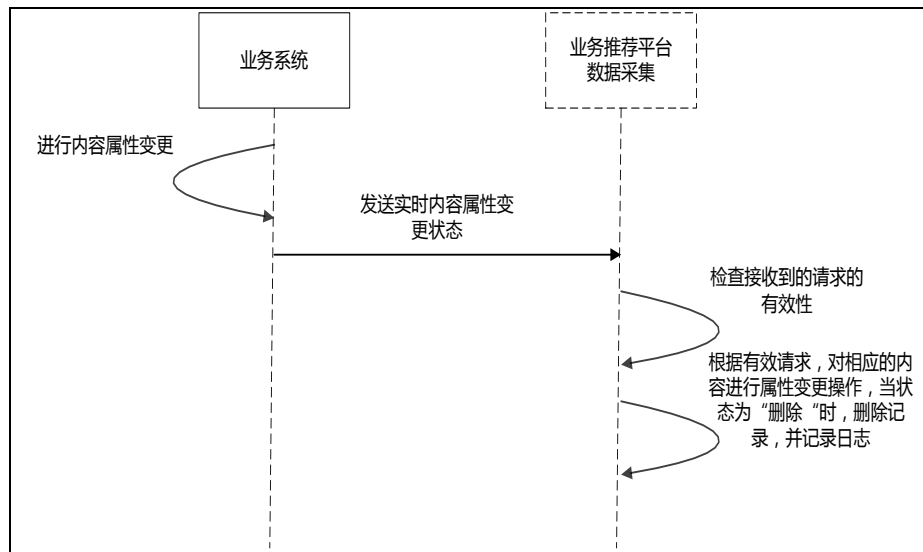 业务系统
业务推荐平台
数据采集
进行内容属性变更
发送实时内容属性变
更状态
检查接收到的请求的
有效性
根据有效请求，对相应的内
容进行属性变更操作，当状
态为“删除“时，删除记
录，并记录日志